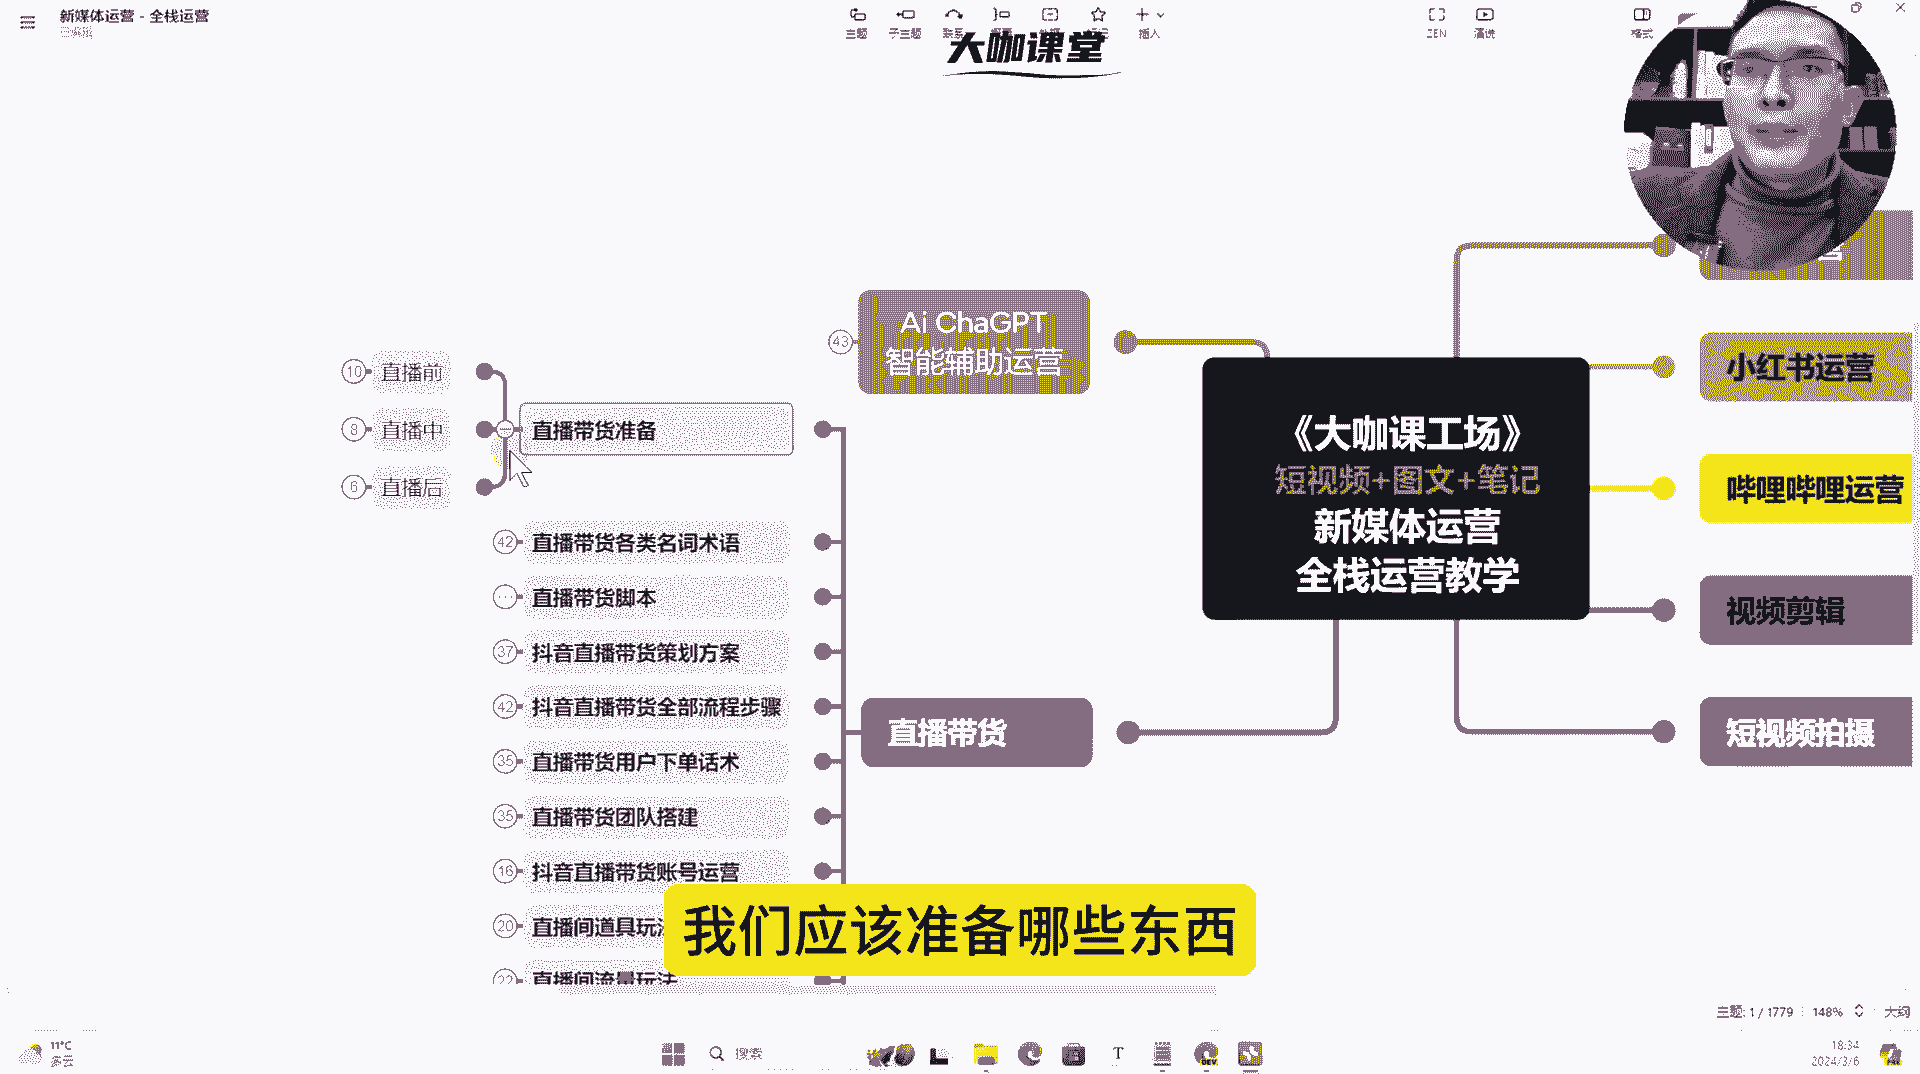 新媒体运营 - 全栈运营
已编辑
主题
子主题
联系
插入
ZEN
演说
格式
大咖课堂
Ai ChaGPT
智能辅助运营
43
10
直播前
8
直播中
6
直播后
直播带货准备
42
直播带货各类名词术语
直播带货脚本
37
抖音直播带货策划方案
42
抖音直播带货全部流程步骤
35
直播带货用户下单话术
35
直播带货团队搭建
16
抖音直播带货账号运营
20
直播间道具玩法
22
直播间流量玩法
直播带货
《大咖课工场》
短视频+图文+笔记
新媒体运营
全栈运营教学
小红书运营
哔哩哔哩运营
视频剪辑
短视频拍摄
我们应该准备哪些东西
主题: 1 / 1779
148%
大纲
11°C
多云
搜索
18:34
2024/3/6